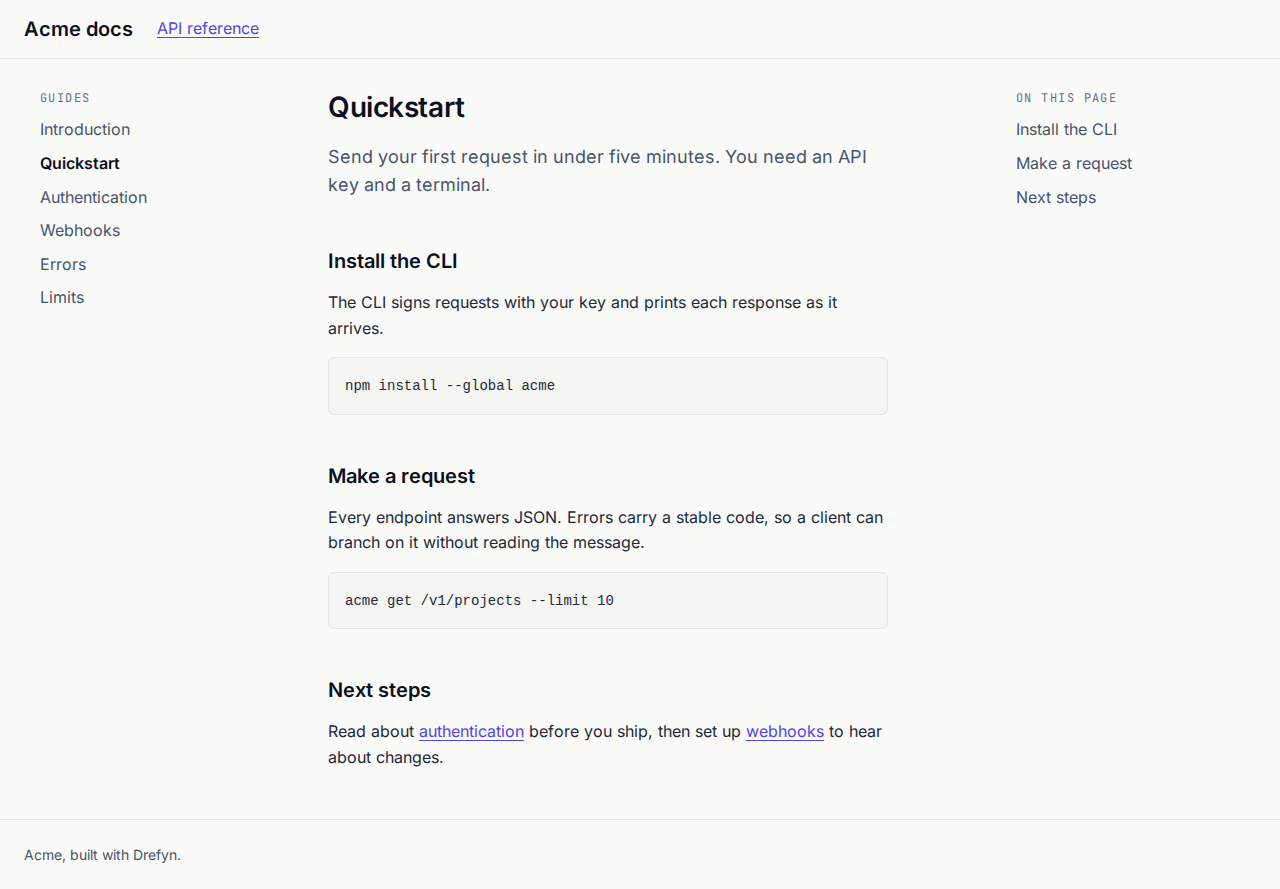 Acme docs API reference
GUIDES
Introduction
Quickstart
Authentication
Webhooks
Errors
Limits
Quickstart
Send your first request in under five minutes. You need an API
key and a terminal.
Install the CLI
The CLI signs requests with your key and prints each response as it
arrives.
npm install --global acme
Make a request
Every endpoint answers JSON. Errors carry a stable code, so a client can
branch on it without reading the message.
acme get /v1/projects --limit 10
Next steps
Read about authentication before you ship, then set up webhooks to hear
about changes.
ON THIS PAGE
Install the CLI
Make a request
Next steps
Acme, built with Drefyn.